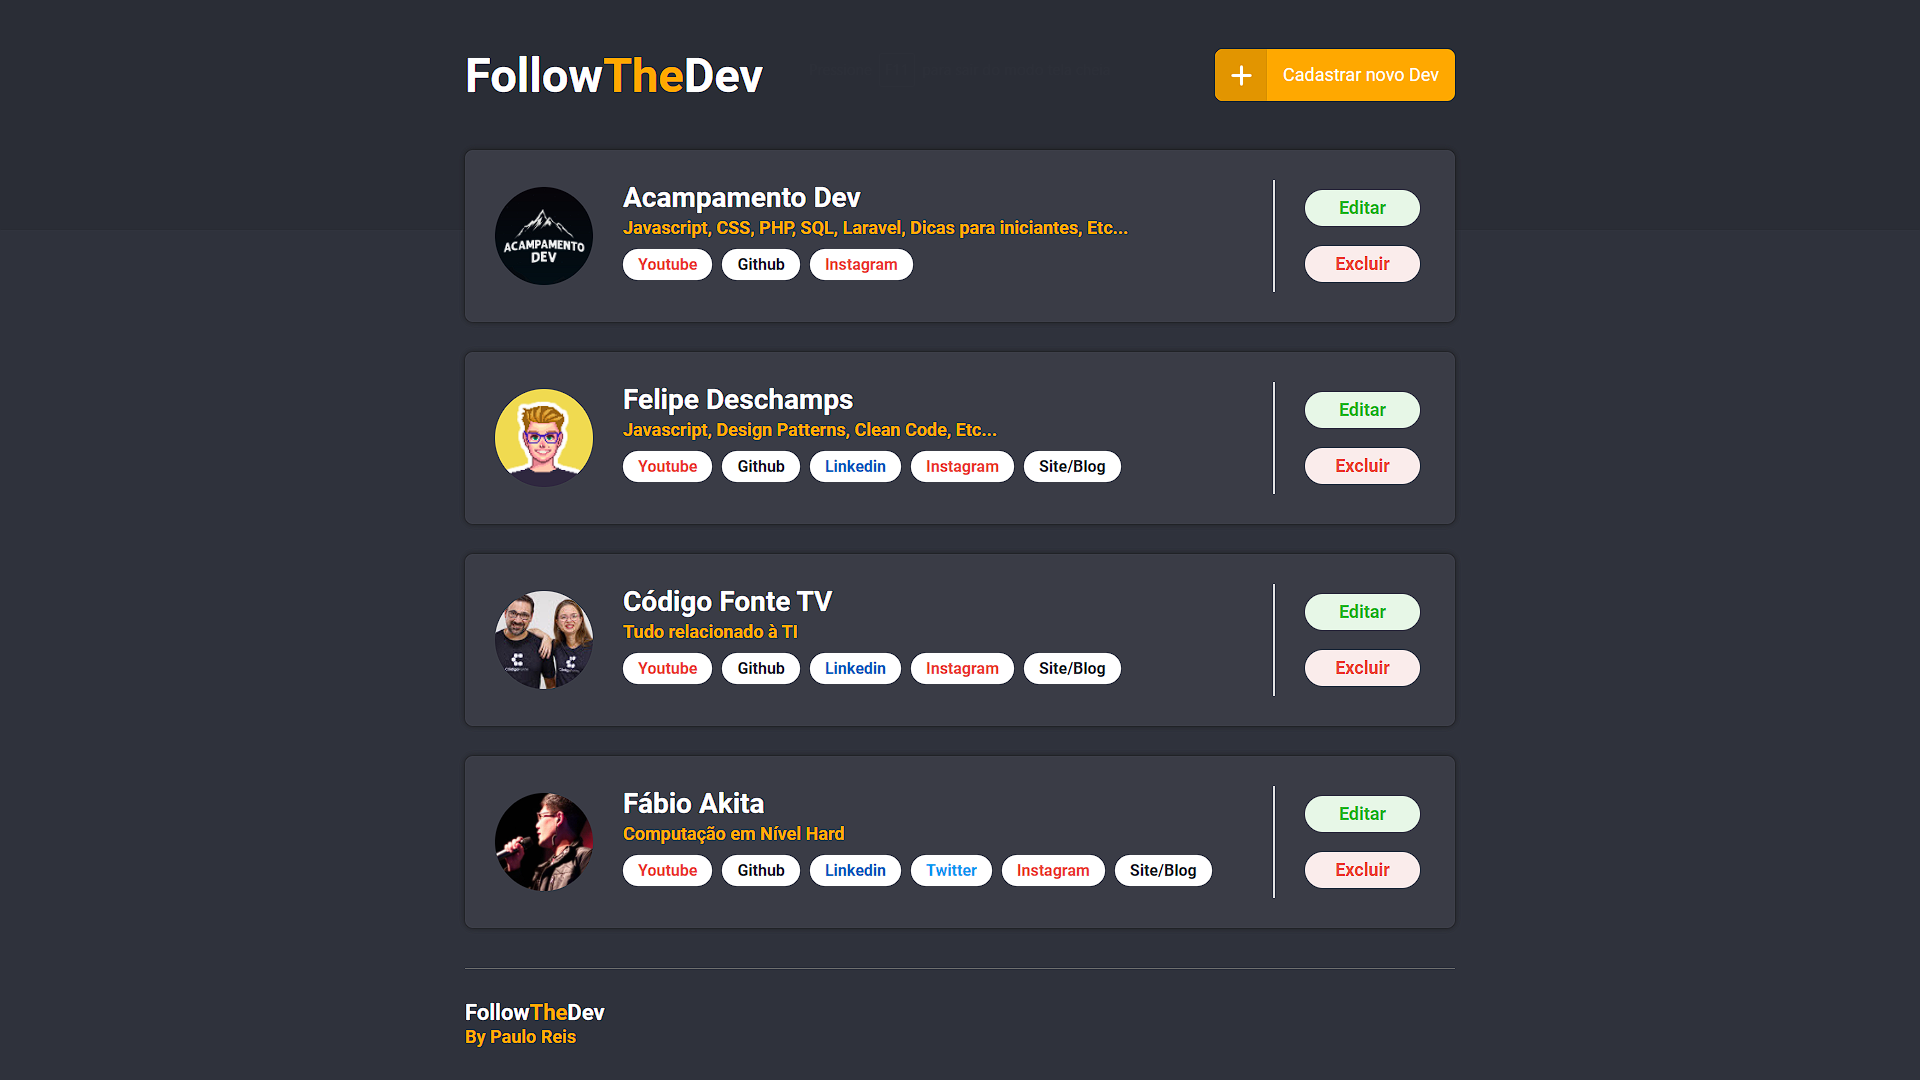 FollowTheDev
Cadastrar novo Dev
Acampamento Dev
Javascript, CSS, PHP, SQL, Laravel, Dicas para iniciantes, Etc...
Youtube Github Instagram
ACAMPAMENTO
DEV
Editar
Excluir
Felipe Deschamps
Javascript, Design Patterns, Clean Code, Etc...
Youtube Github Linkedin Instagram Site/Blog
Editar
Excluir
Código Fonte TV
Tudo relacionado à TI
Youtube Github Linkedin Instagram Site/Blog
Editar
Excluir
Fábio Akita
Computação em Nível Hard
Youtube Github Linkedin Twitter Instagram Site/Blog
Editar
Excluir
FollowTheDev
By Paulo Reis